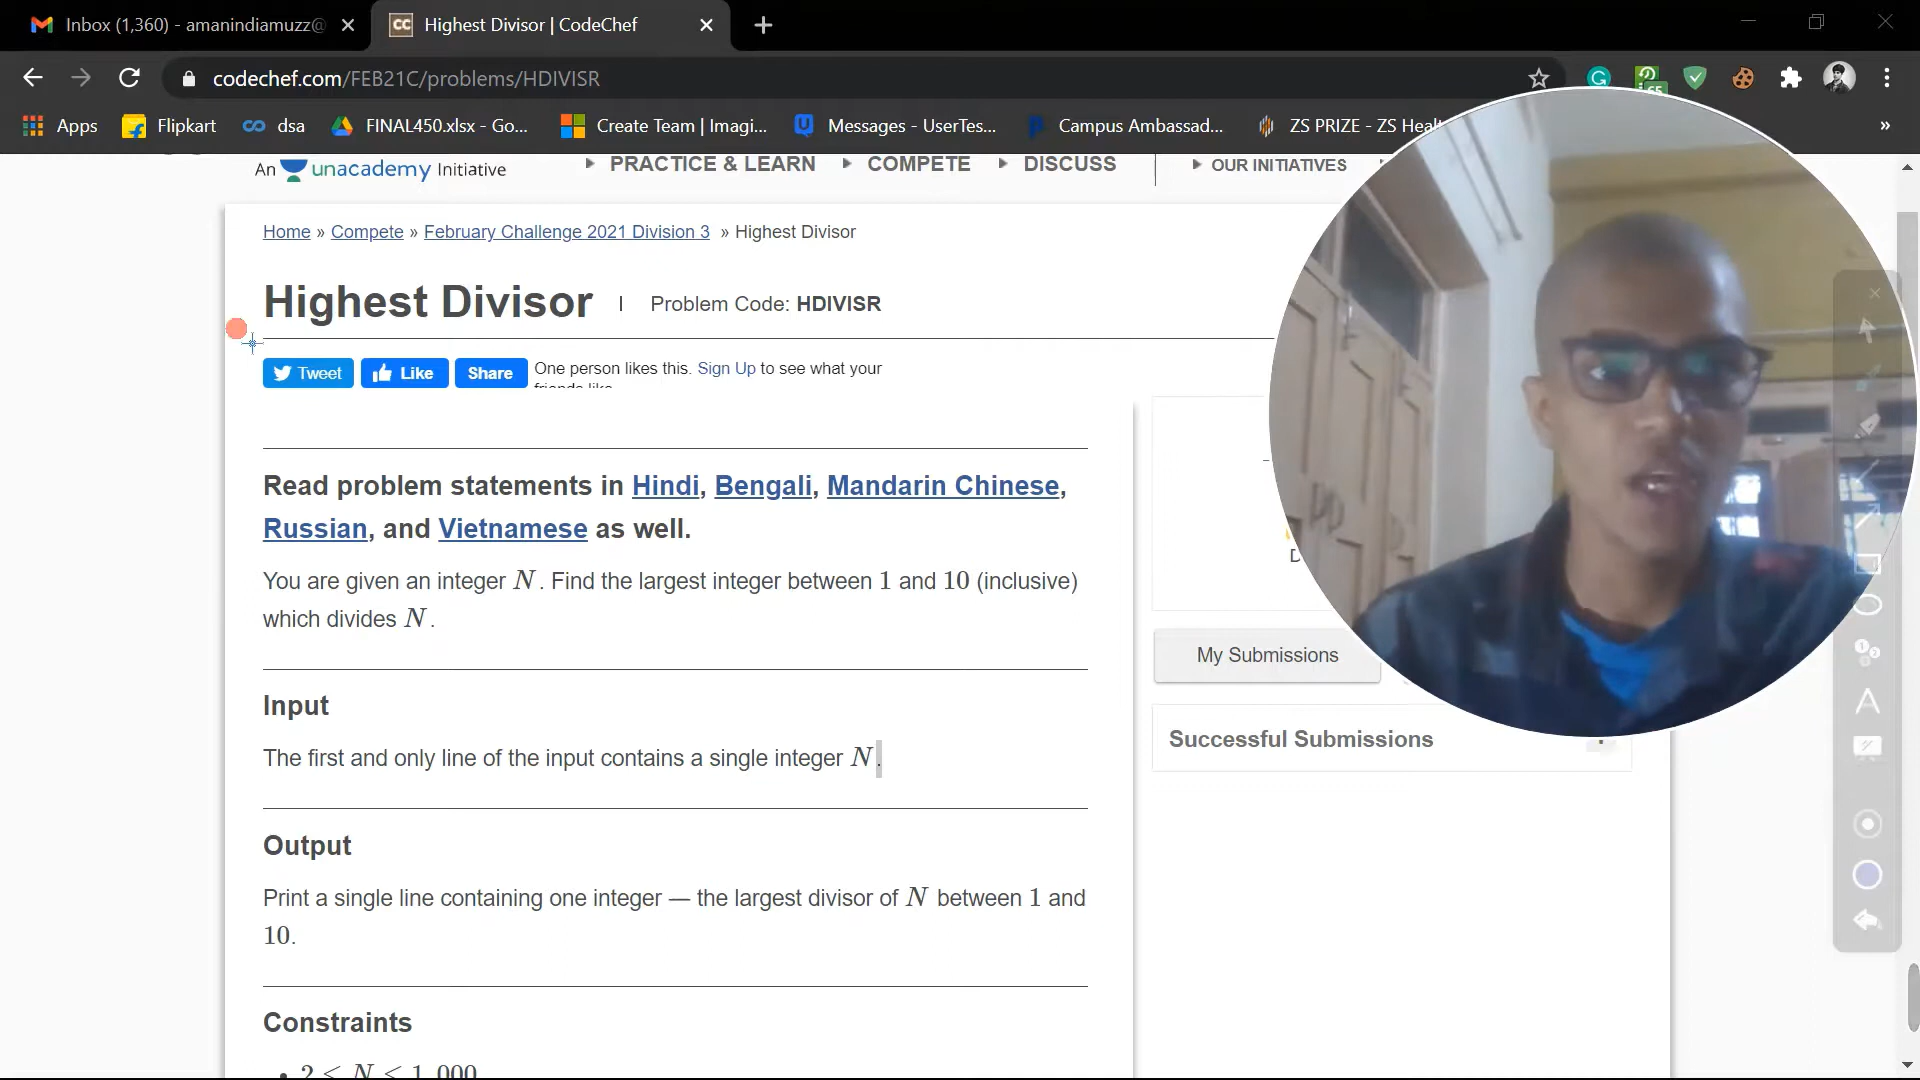 Inbox (1,360) - amanindiamuzz@
Highest Divisor | CodeChef
codechef.com/FEB21C/problems/HDIVISR
Apps
Flipkart
dsa
FINAL450.xlsx - Go...
Create Team | Imagi...
Messages - UserTes...
Campus Ambassad...
ZS PRIZE - ZS Heal
An unacademy Initiative
PRACTICE & LEARN
COMPETE
DISCUSS
OUR INITIATIVES
Home » Compete » February Challenge 2021 Division 3 » Highest Divisor
Highest Divisor | Problem Code: HDIVISR
Tweet
Like
Share
One person likes this. Sign Up to see what your
friends like.
Read problem statements in Hindi, Bengali, Mandarin Chinese,
Russian, and Vietnamese as well.
You are given an integer N. Find the largest integer between 1 and 10 (inclusive)
which divides N.
My Submissions
Input
Successful Submissions
The first and only line of the input contains a single integer N.
Output
Print a single line containing one integer — the largest divisor of N between 1 and
10.
Constraints
• 2 ≤ N ≤ 1,000